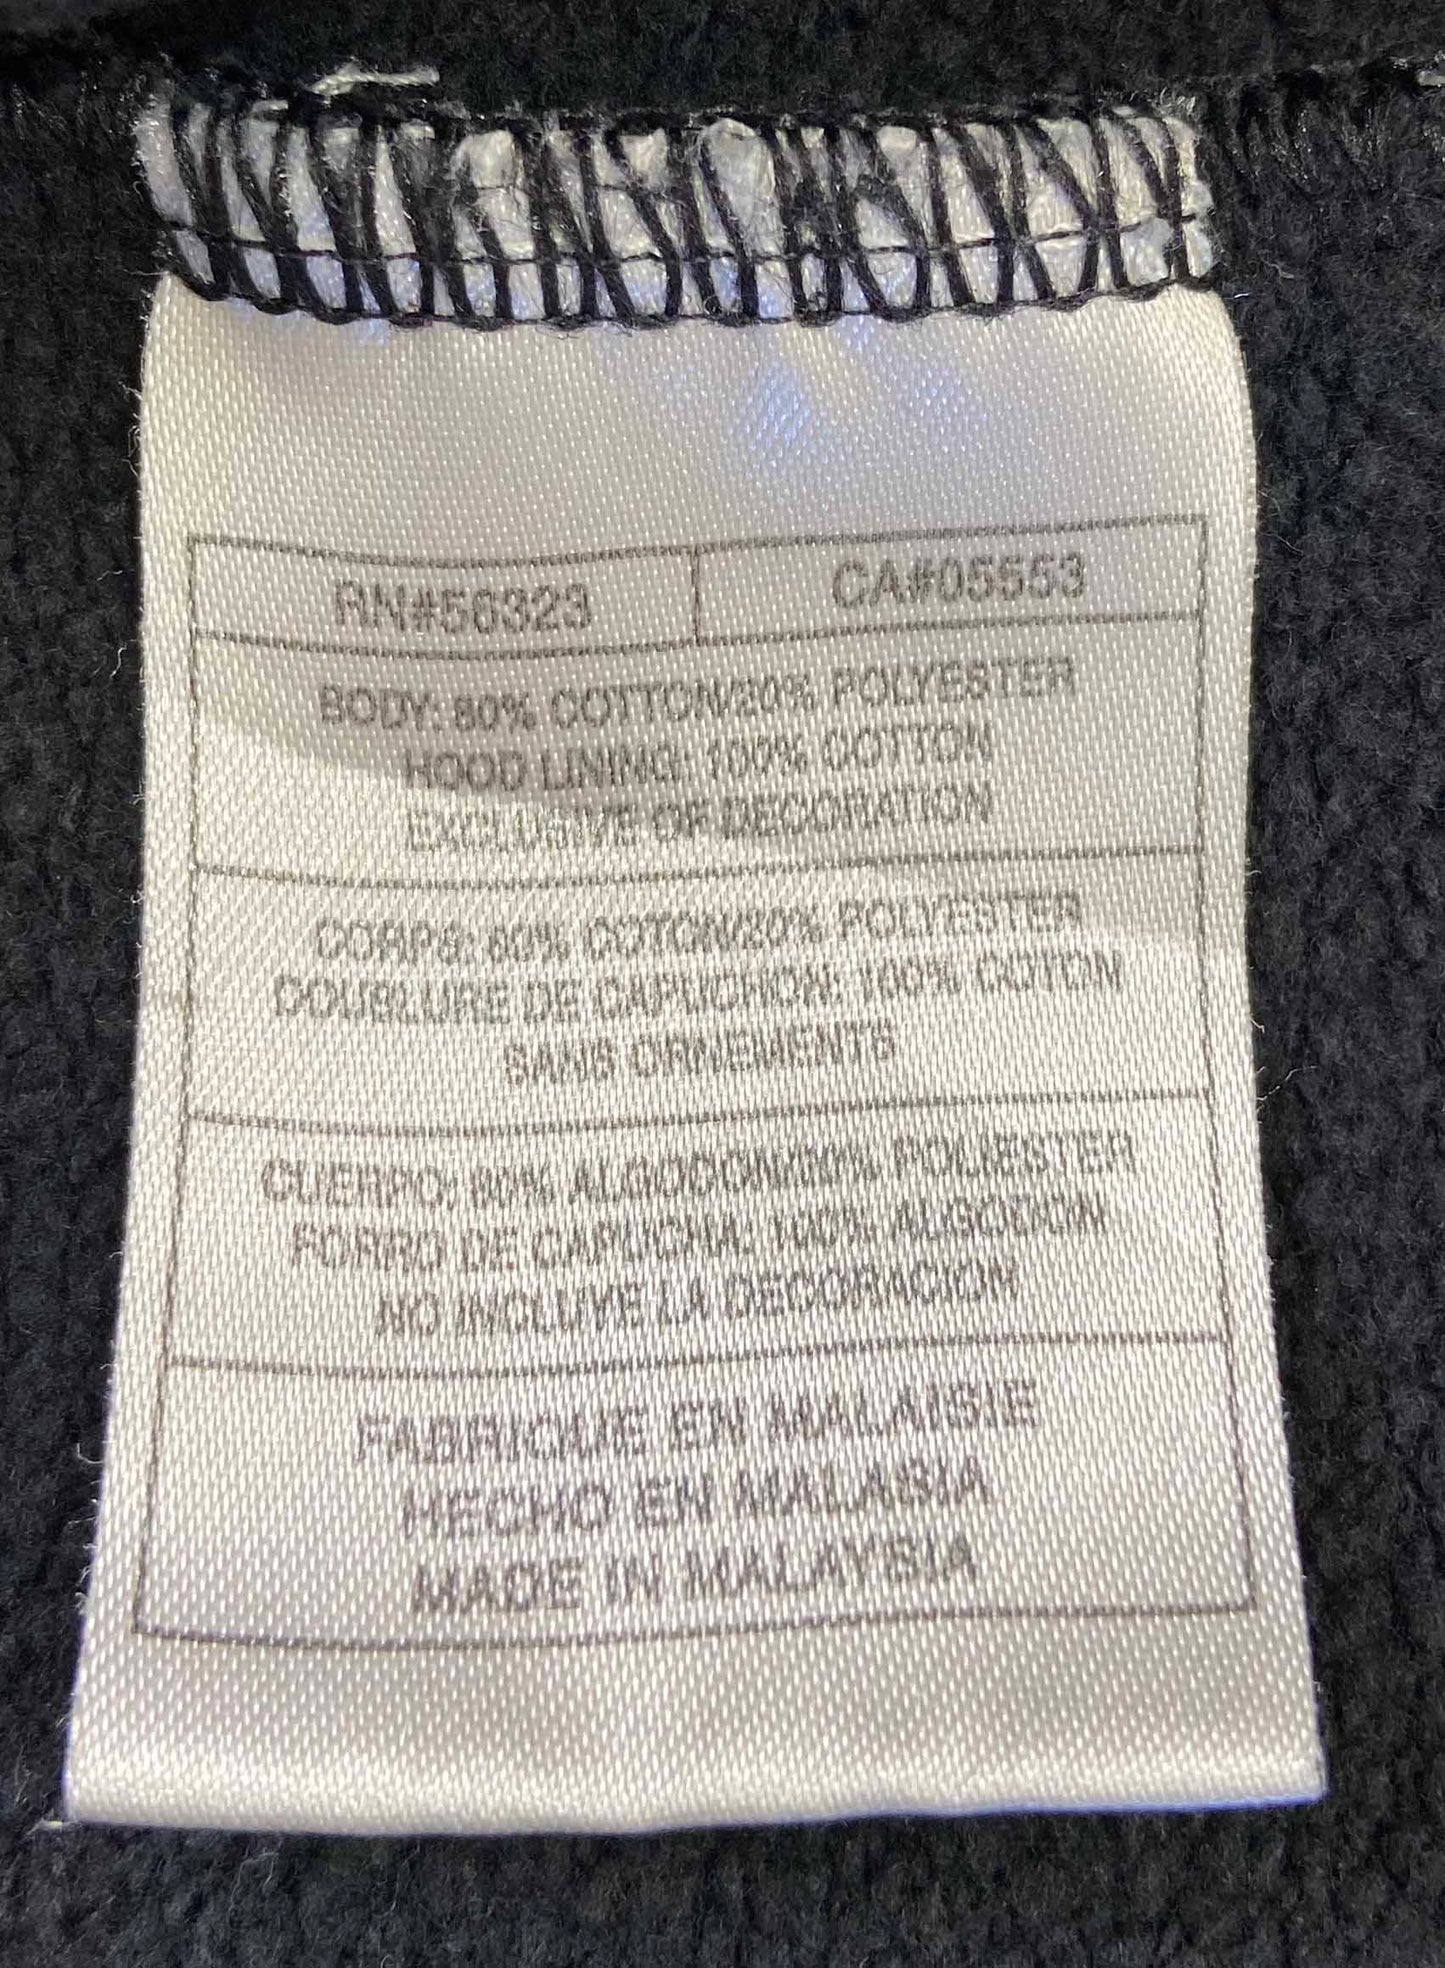 RN#56323 CA#05553
BODY: 80% COTTON/20% POLYESTER
HOOD LINING: 100% COTTON
EXCLUSIVE OF DECORATION
CORPS: 80% COTON/20% POLYESTER
DOUBLURE DE CAPUCHON: 100% COTON
SANS ORNEMENTS
CUERPO: 80% ALGODON/20% POLIESTER
FORRO DE CAPUCHA: 100% ALGODON
NO INCLUYE LA DECORACION
FABRIQUE EN MALAISIE
HECHO EN MALASIA
MADE IN MALAYSIA